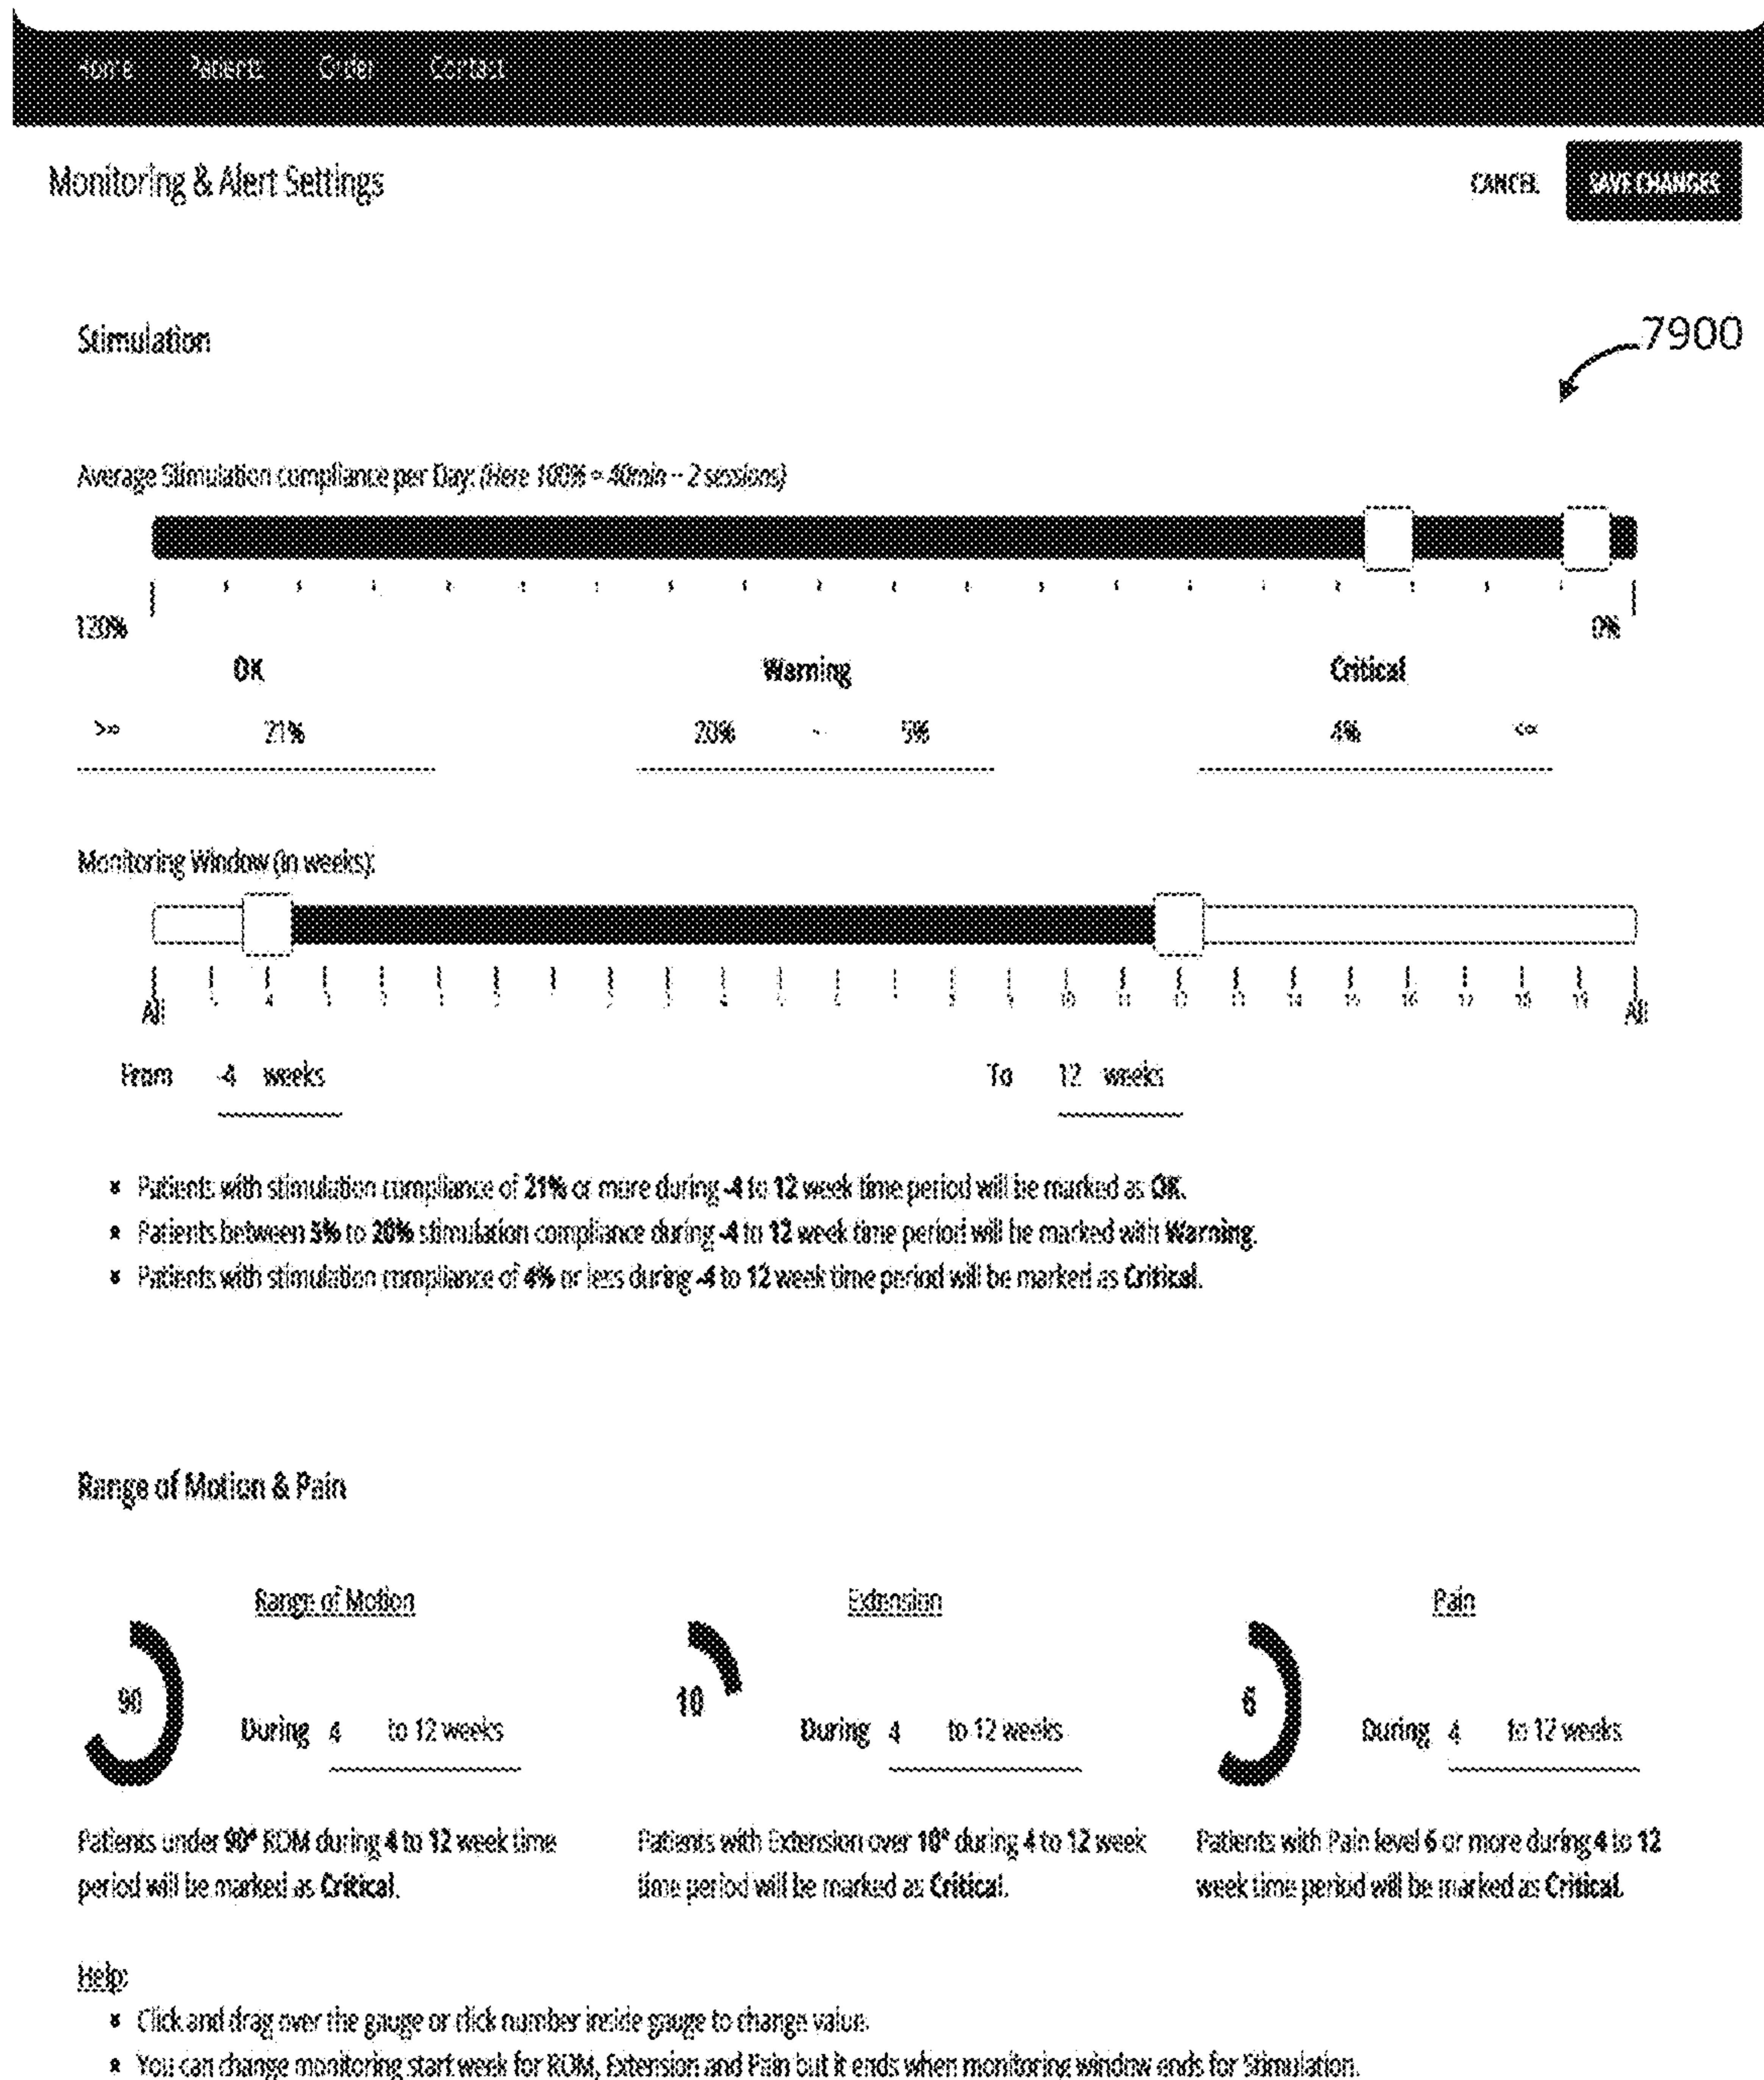 Home Patients Order Contact
Monitoring & Alert Settings CANCEL SAVE CHANGES
Stimulation 7900
Average Stimulation compliance per Day: (Here 100% = 40min - 2 sessions)
120% 0%
OK Warning Critical
>= 21% 20% - 5% 4% <=
Monitoring Window (in weeks):
All 7 8 9 10 11 12 13 14 15 16 17 18 19 All
From -4 weeks To 12 weeks
Patients with stimulation compliance of 21% or more during -4 to 12 week time period will be marked as OK.
Patients between 5% to 20% stimulation compliance during -4 to 12 week time period will be marked with Warning.
Patients with stimulation compliance of 4% or less during -4 to 12 week time period will be marked as Critical.
Range of Motion & Pain
Range of Motion Extension Pain
90 10 6
During 4 to 12 weeks During 4 to 12 weeks During 4 to 12 weeks
Patients under 90° ROM during 4 to 12 week time
period will be marked as Critical.
Patients with Extension over 10° during 4 to 12 week
time period will be marked as Critical.
Patients with Pain level 6 or more during 4 to 12
week time period will be marked as Critical.
Help:
Click and drag over the gauge or click number inside gauge to change value.
You can change monitoring start week for ROM, Extension and Pain but it ends when monitoring window ends for Stimulation.